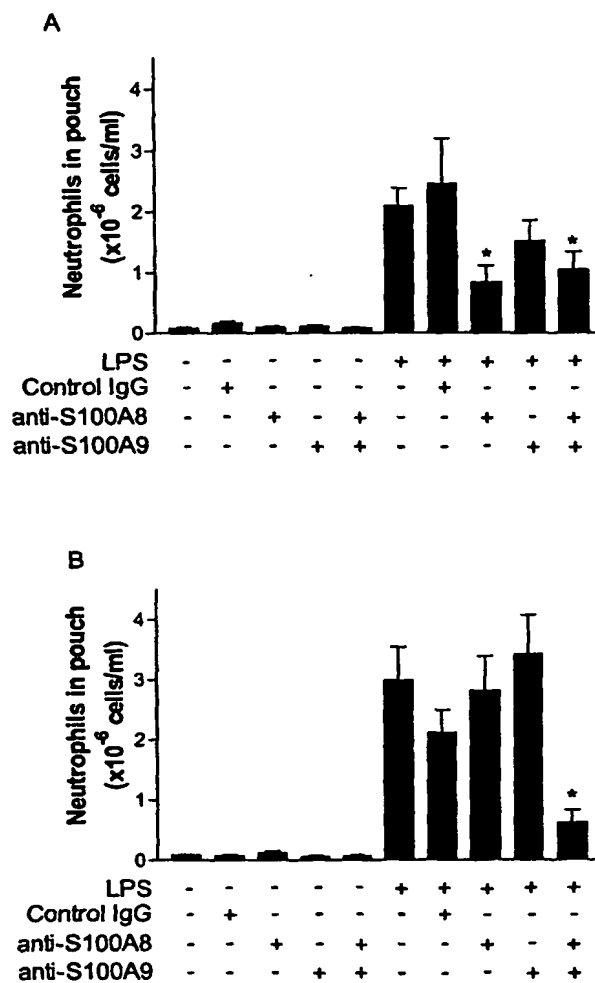 A
Neutrophils in pouch
(x10⁻⁶ cells/ml)
4
3
2
1
0
* *
LPS - - - - - + + + + +
Control IgG - + - - - - + - - -
anti-S100A8 - - + - + - - + - +
anti-S100A9 - - - + + - - - + +
B
Neutrophils in pouch
(x10⁻⁶ cells/ml)
4
3
2
1
0
*
LPS - - - - - + + + + +
Control IgG - + - - - - + - - -
anti-S100A8 - - + - + - - + - +
anti-S100A9 - - - + + - - - + +